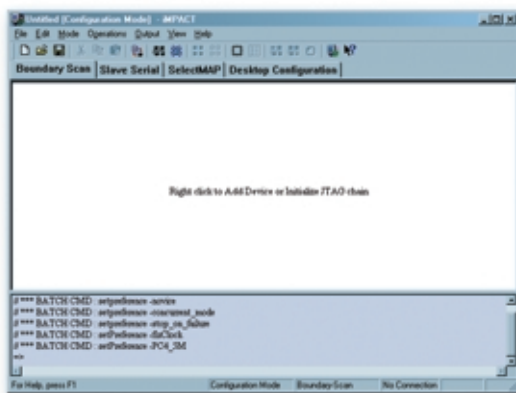 Untitled [Configuration Mode] - iMPACT
File Edit Mode Operations Output View Help
Boundary Scan Slave Serial SelectMAP Desktop Configuration
Right click to Add Device or Initialize JTAG chain
// *** BATCH CMD : setpreference -novice
// *** BATCH CMD : setpreference -concurrent_mode
// *** BATCH CMD : setpreference -stop_on_failure
// *** BATCH CMD : setPreference
// *** BATCH CMD : setPreference -PC4_5M
=>
For Help, press F1 Configuration Mode Boundary-Scan No Connection